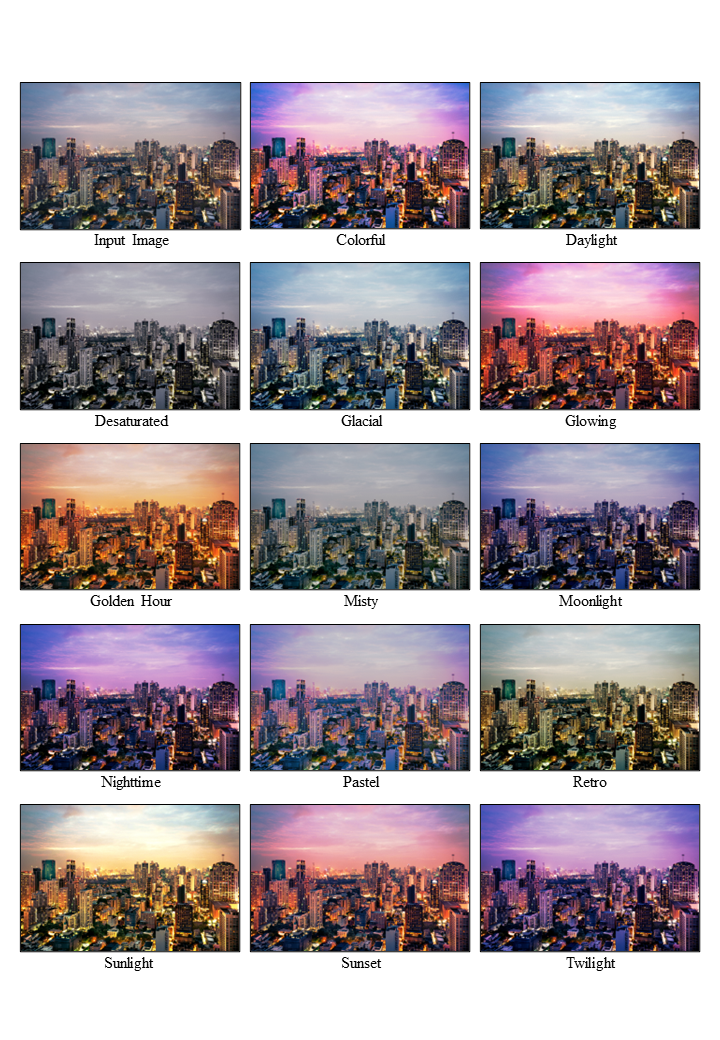 Input Image
Colorful
Daylight
Desaturated
Glacial
Glowing
Golden Hour
Misty
Moonlight
Nighttime
Pastel
Retro
Sunlight
Sunset
Twilight